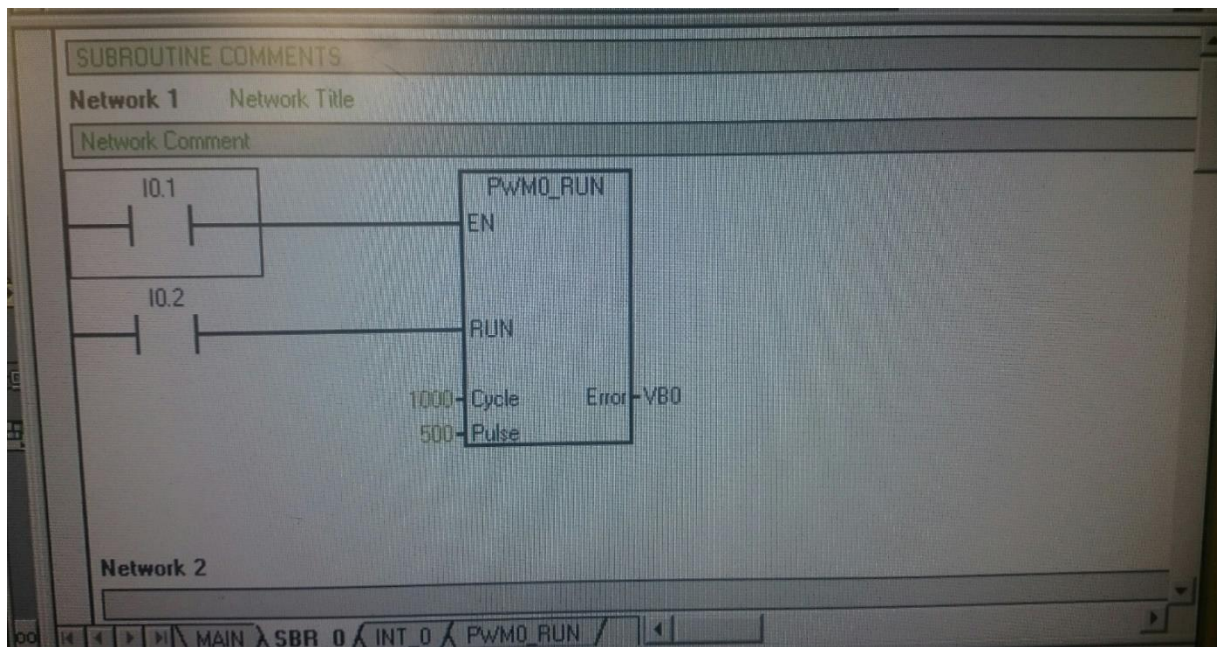 SUBROUTINE COMMENTS
Network 1 Network Title
Network Comment
I0.1
PWM0_RUN
EN
I0.2
RUN
1000 Cycle Error VB0
500 Pulse
Network 2
MAIN SBR_0 INT_0 PWM0_RUN